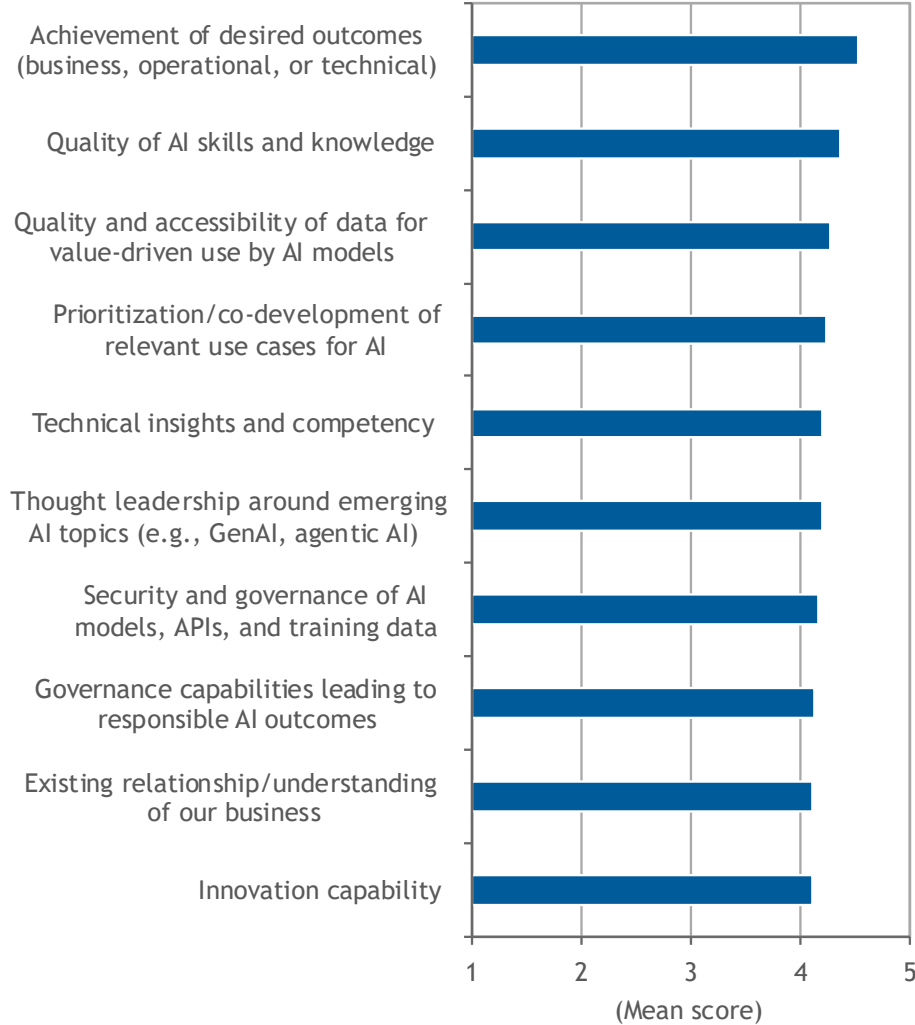 Achievement of desired outcomes
(business, operational, or technical)
Quality of AI skills and knowledge
Quality and accessibility of data for
value-driven use by AI models
Prioritization/co-development of
relevant use cases for AI
Technical insights and competency
Thought leadership around emerging
AI topics (e.g., GenAI, agentic AI)
Security and governance of AI
models, APIs, and training data
Governance capabilities leading to
responsible AI outcomes
Existing relationship/understanding
of our business
Innovation capability
1 2 3 4 5
(Mean score)